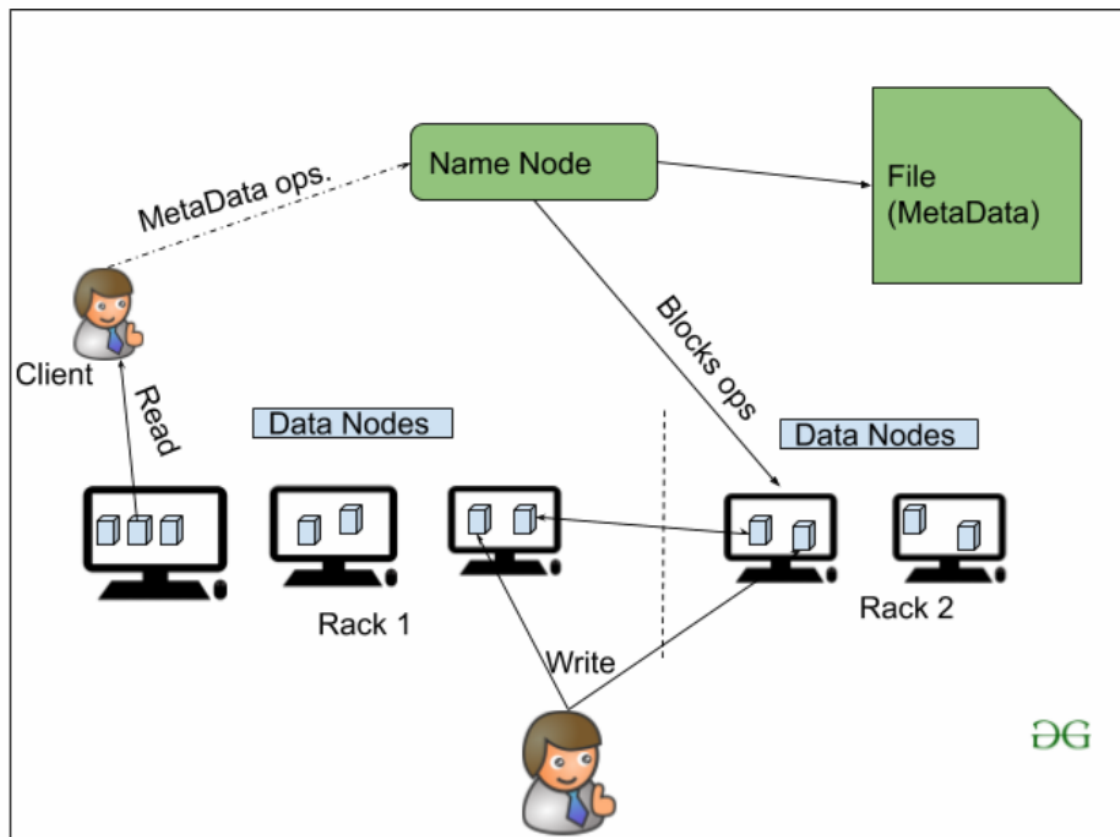 Name Node
File
(MetaData)
MetaData ops.
Blocks ops
Client
Read
Data Nodes
Data Nodes
Rack 1
Rack 2
Write